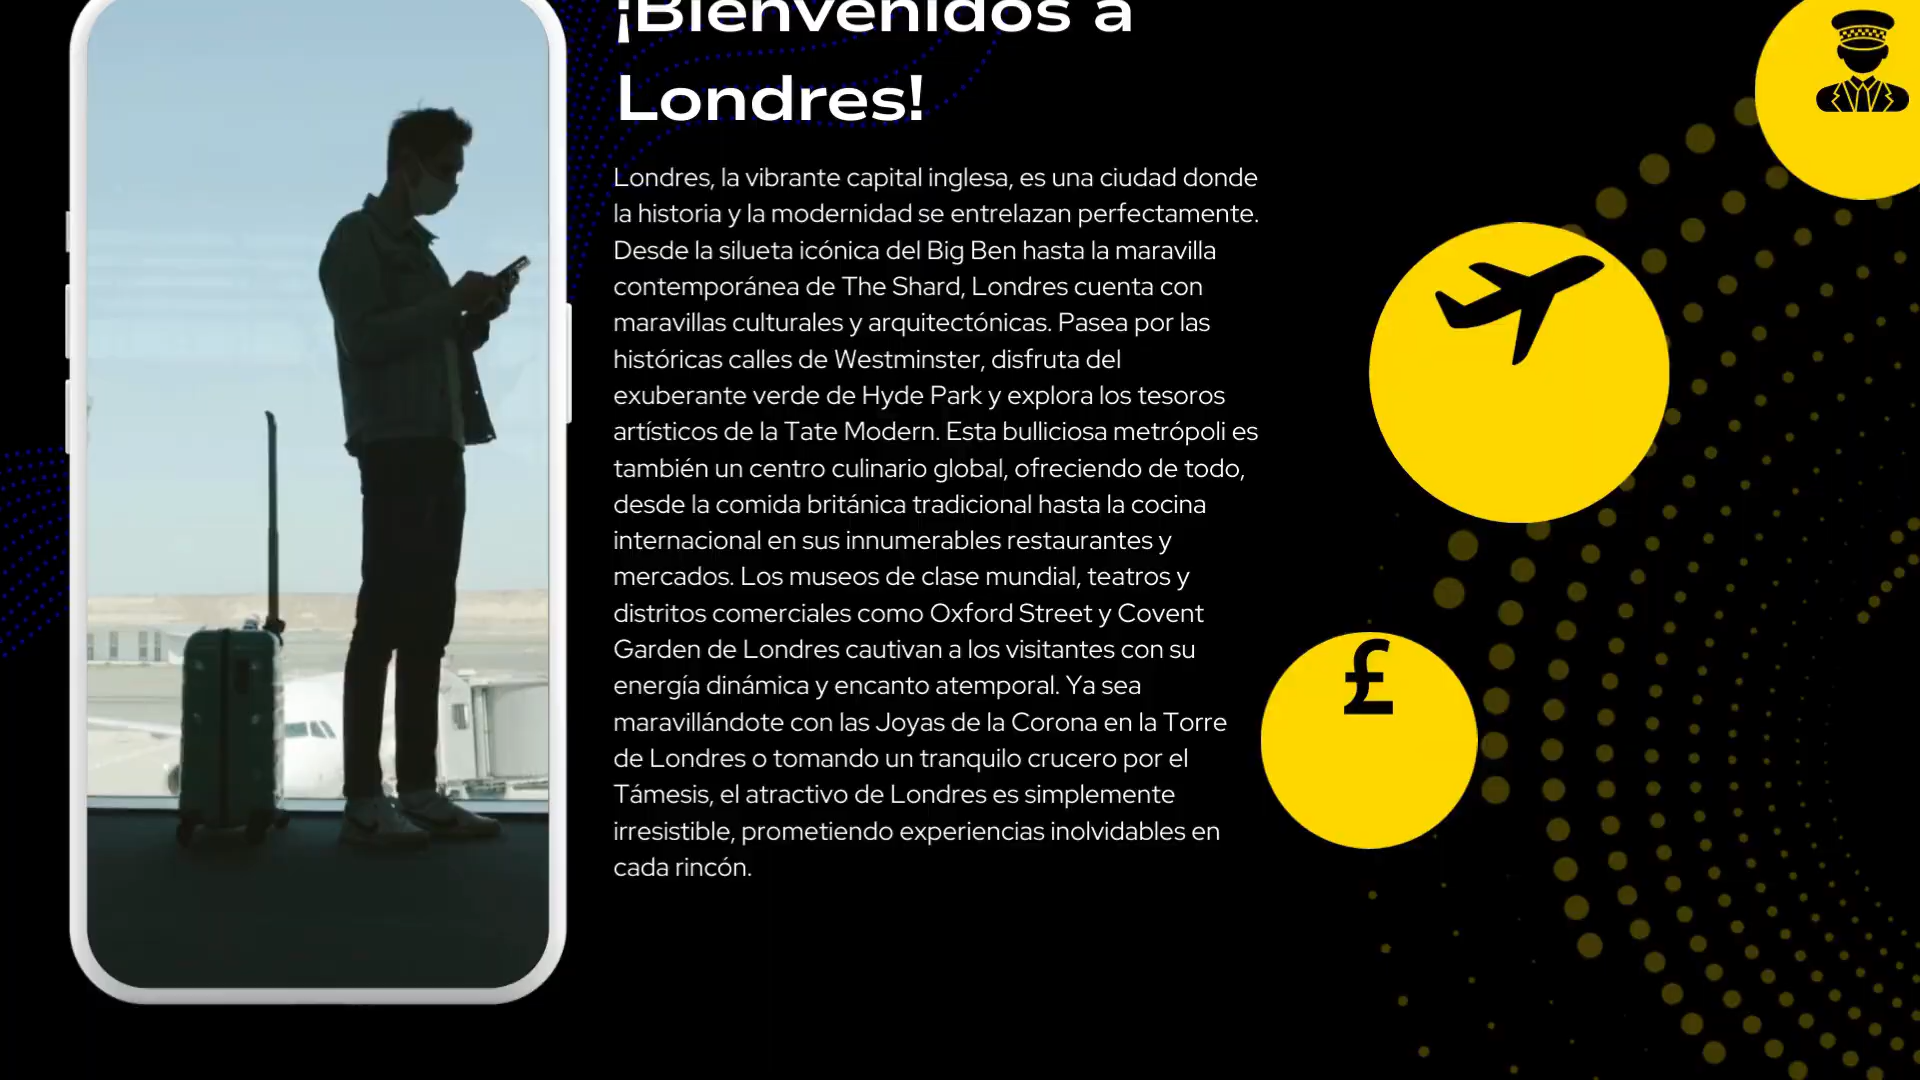 ¡Bienvenidos a
Londres!
Londres, la vibrante capital inglesa, es una ciudad donde
la historia y la modernidad se entrelazan perfectamente.
Desde la silueta icónica del Big Ben hasta la maravilla
contemporánea de The Shard, Londres cuenta con
maravillas culturales y arquitectónicas. Pasea por las
históricas calles de Westminster, disfruta del
exuberante verde de Hyde Park y explora los tesoros
artísticos de la Tate Modern. Esta bulliciosa metrópoli es
también un centro culinario global, ofreciendo de todo,
desde la comida británica tradicional hasta la cocina
internacional en sus innumerables restaurantes y
mercados. Los museos de clase mundial, teatros y
distritos comerciales como Oxford Street y Covent
Garden de Londres cautivan a los visitantes con su
energía dinámica y encanto atemporal. Ya sea
maravillándote con las Joyas de la Corona en la Torre
de Londres o tomando un tranquilo crucero por el
Támesis, el atractivo de Londres es simplemente
irresistible, prometiendo experiencias inolvidables en
cada rincón.
£